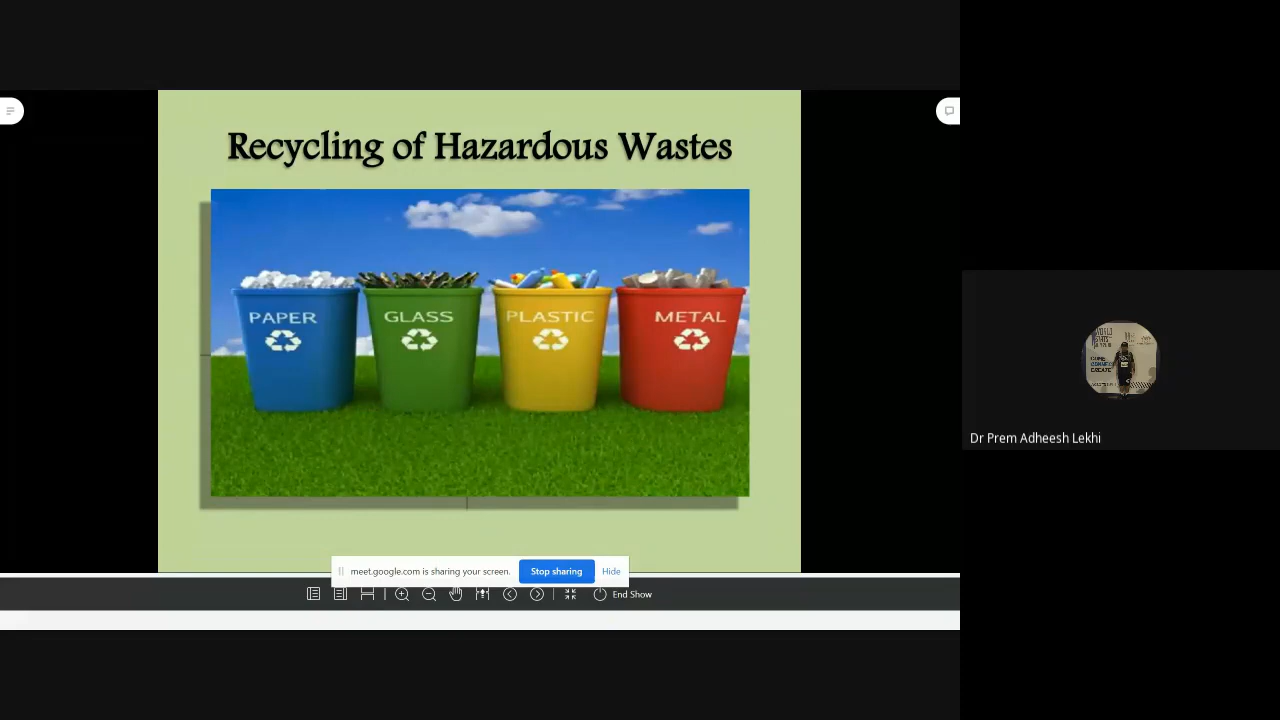 Recycling of Hazardous Wastes
PAPER
GLASS
PLASTIC
METAL
Dr Prem Adheesh Lekhi
meet.google.com is sharing your screen.
Stop sharing
Hide
End Show